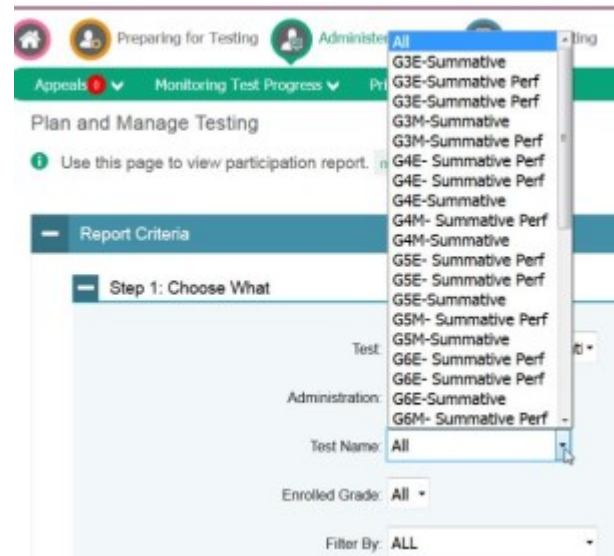 Preparing for Testing Administe ting
Appeals 0 Monitoring Test Progress Pri
Plan and Manage Testing
Use this page to view participation report.
Report Criteria
Step 1: Choose What
Test:
Administration:
Test Name: All
Enrolled Grade: All
Filter By: ALL
All
G3E-Summative
G3E-Summative Perf
G3E-Summative Perf
G3M-Summative
G3M-Summative Perf
G4E- Summative Perf
G4E- Summative Perf
G4E-Summative
G4M- Summative Perf
G4M-Summative
G5E- Summative Perf
G5E- Summative Perf
G5E-Summative
G5M- Summative Perf
G5M-Summative
G6E- Summative Perf
G6E- Summative Perf
G6E-Summative
G6M- Summative Perf